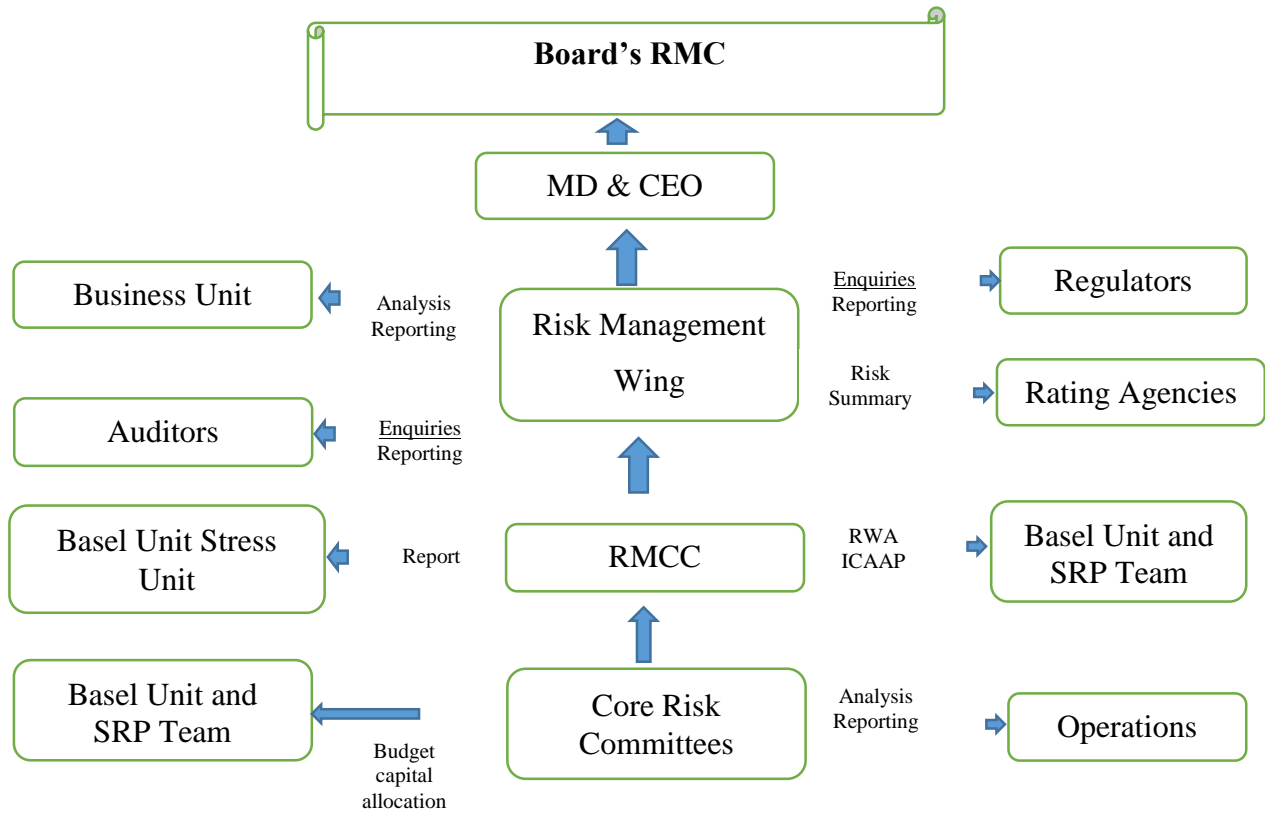 Board’s RMC
MD & CEO
Business Unit
Analysis
Reporting
Risk Management
Wing
Enquiries
Reporting
Regulators
Risk
Summary
Rating Agencies
Auditors
Enquiries
Reporting
Basel Unit Stress
Unit
Report
RMCC
RWA
ICAAP
Basel Unit and
SRP Team
Basel Unit and
SRP Team
Budget
capital
allocation
Core Risk
Committees
Analysis
Reporting
Operations